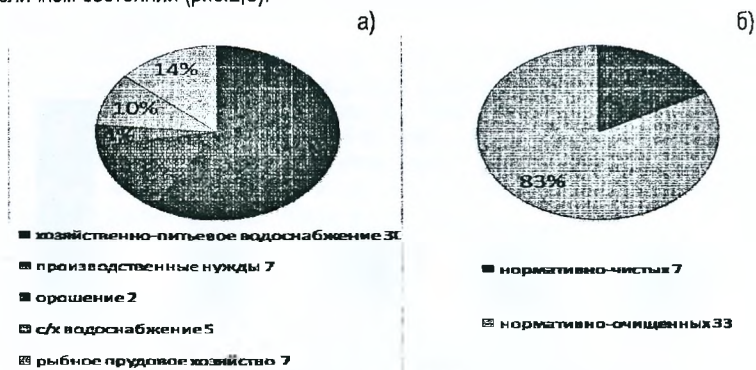 а)
б)
14%
10%
83%
хозяйственно-питьевое водоснабжение 30
производственные нужды 7
орошение 2
с/х водоснабжение 5
рыбное прудовое хозяйство 7
нормативно-чистых 7
нормативно-очищенных 33